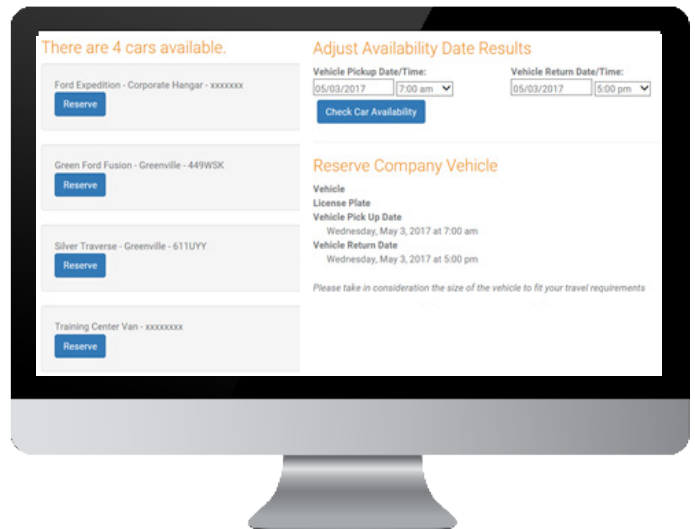 There are 4 cars available.
Ford Expedition - Corporate Hangar - xxxxxxx
Reserve
Green Ford Fusion - Greenville - 449WSK
Reserve
Silver Traverse - Greenville - 611UYY
Reserve
Training Center Van - xxxxxxxx
Reserve
Adjust Availability Date Results
Vehicle Pickup Date/Time: Vehicle Return Date/Time:
05/03/2017 7:00 am 05/03/2017 5:00 pm
Check Car Availability
Reserve Company Vehicle
Vehicle
License Plate
Vehicle Pick Up Date
Wednesday, May 3, 2017 at 7:00 am
Vehicle Return Date
Wednesday, May 3, 2017 at 5:00 pm
Please take in consideration the size of the vehicle to fit your travel requirements